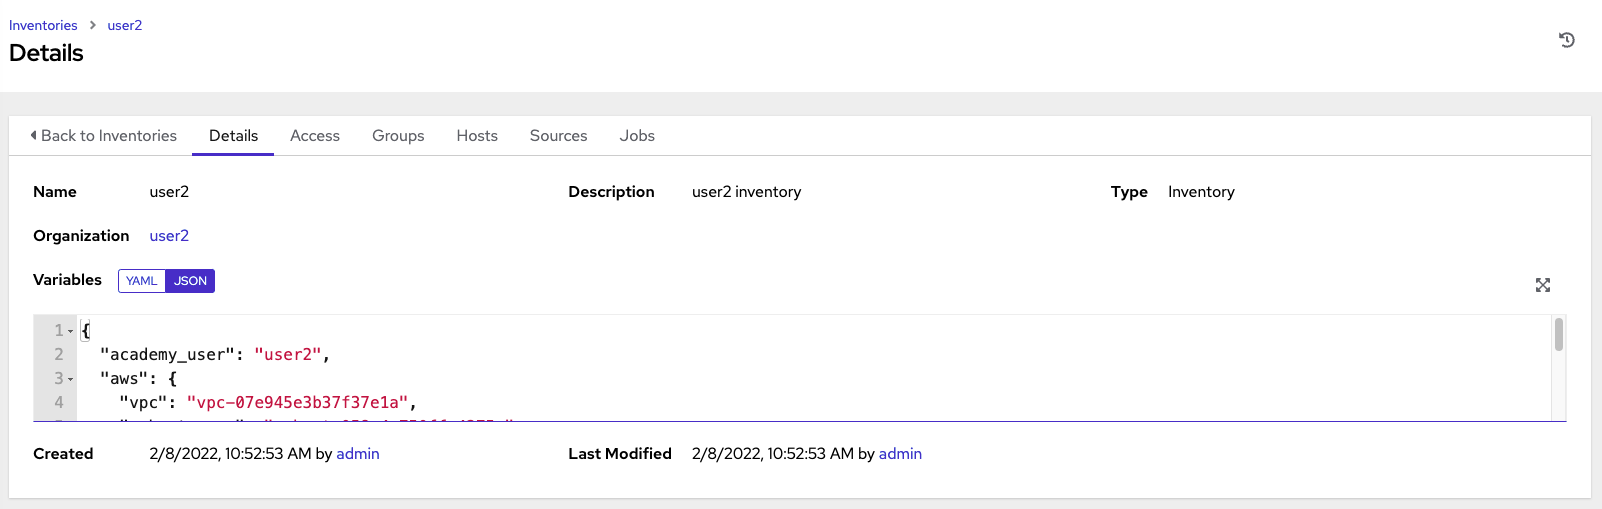 Inventories > user2
Details
Back to Inventories Details Access Groups Hosts Sources Jobs
Name user2 Description user2 inventory Type Inventory
Organization user2
Variables YAML JSON
1 {
2 "academy_user": "user2",
3 "aws": {
4 "vpc": "vpc-07e945e3b37f37e1a",
Created 2/8/2022, 10:52:53 AM by admin Last Modified 2/8/2022, 10:52:53 AM by admin